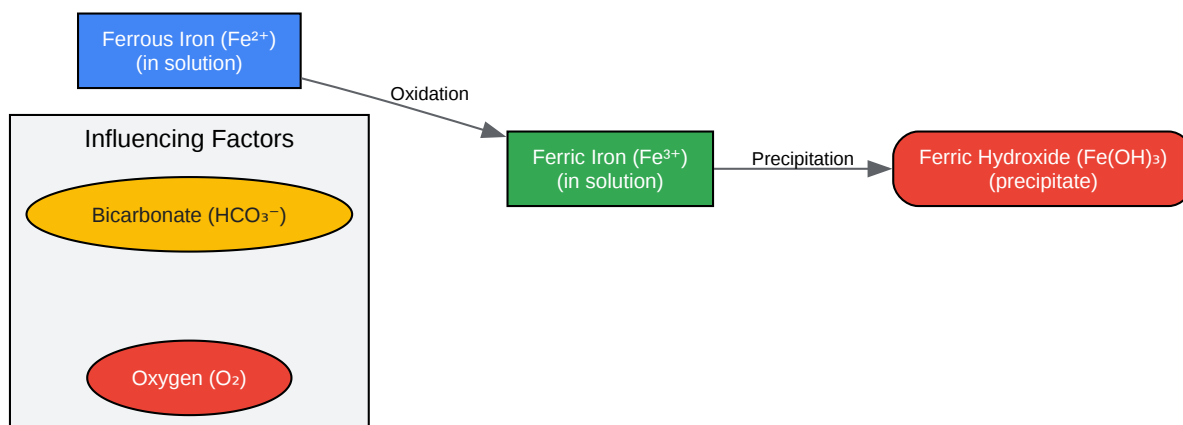 Ferrous Iron (Fe²⁺)
(in solution)
Oxidation
Influencing Factors
Ferric Iron (Fe³⁺)
(in solution)
Precipitation
Ferric Hydroxide (Fe(OH)₃)
(precipitate)
Bicarbonate (HCO₃⁻)
Oxygen (O₂)